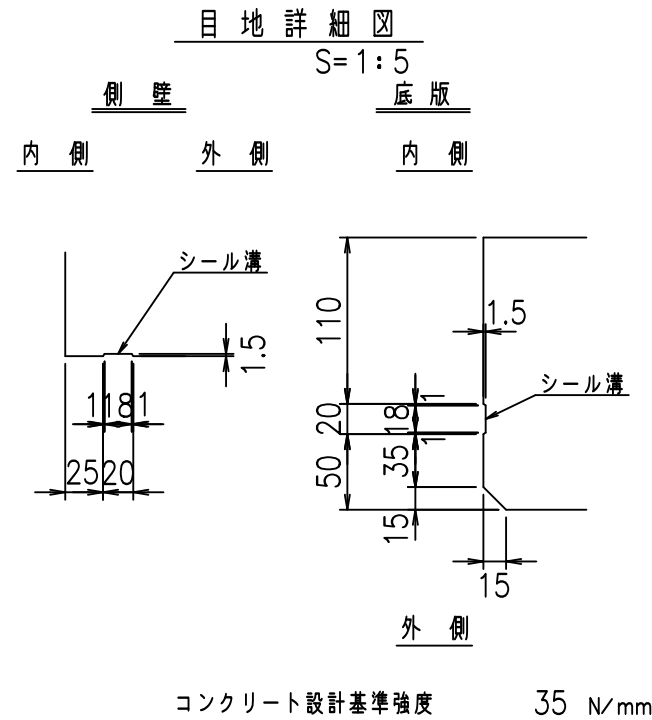 目地詳細図
S=1:5
側壁
底版
内側
外側
内側
シール溝
1.5
1 18 1
25 20
110
20
50
1
18
1
35
15
1.5
シール溝
15
外側
コンクリート設計基準強度 35 N/mm